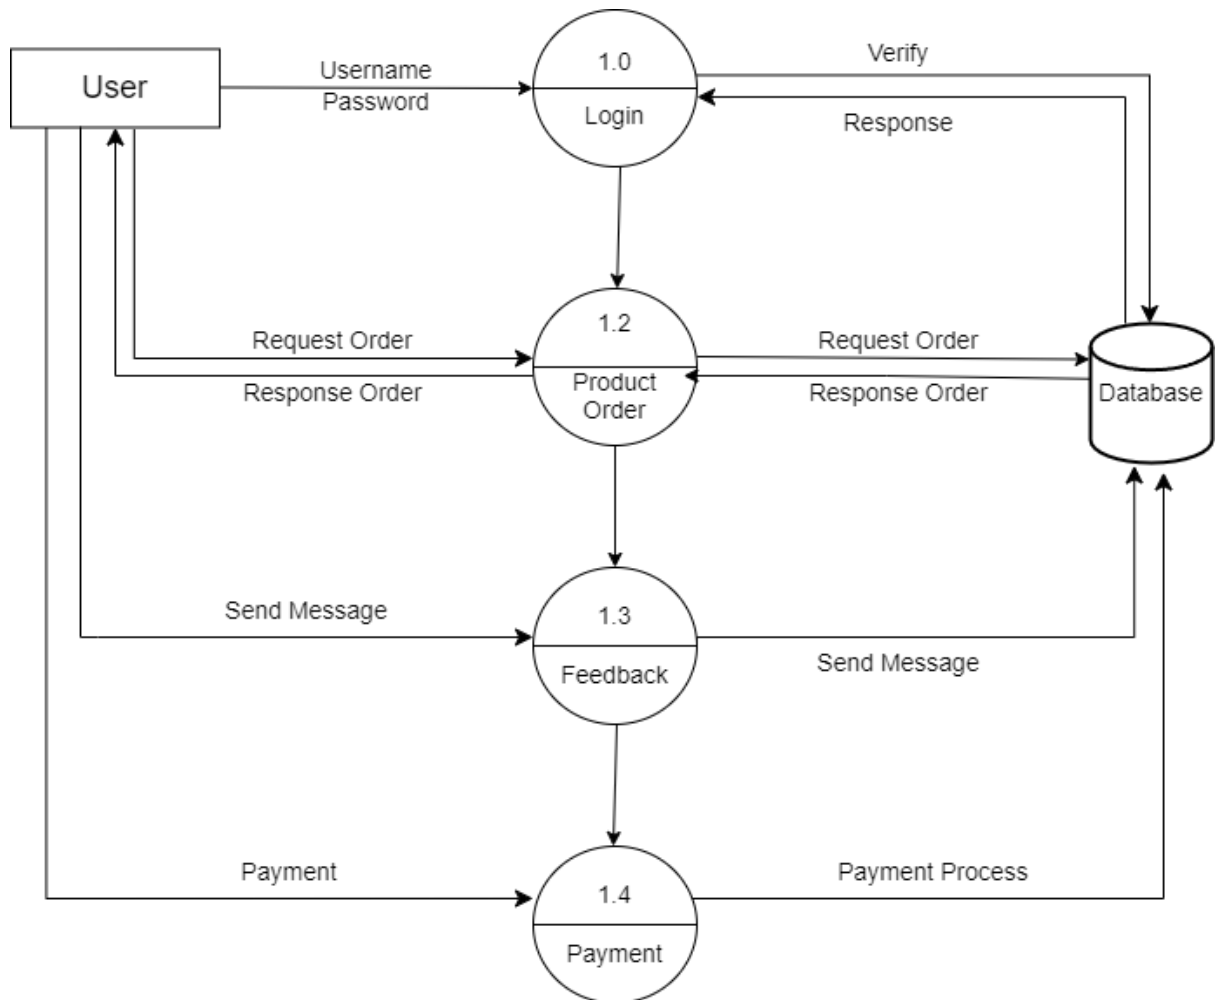 User
Username
Password
1.0
Login
Verify
Response
Request Order
Response Order
1.2
Product
Order
Request Order
Response Order
Database
Send Message
1.3
Feedback
Send Message
Payment
1.4
Payment
Payment Process